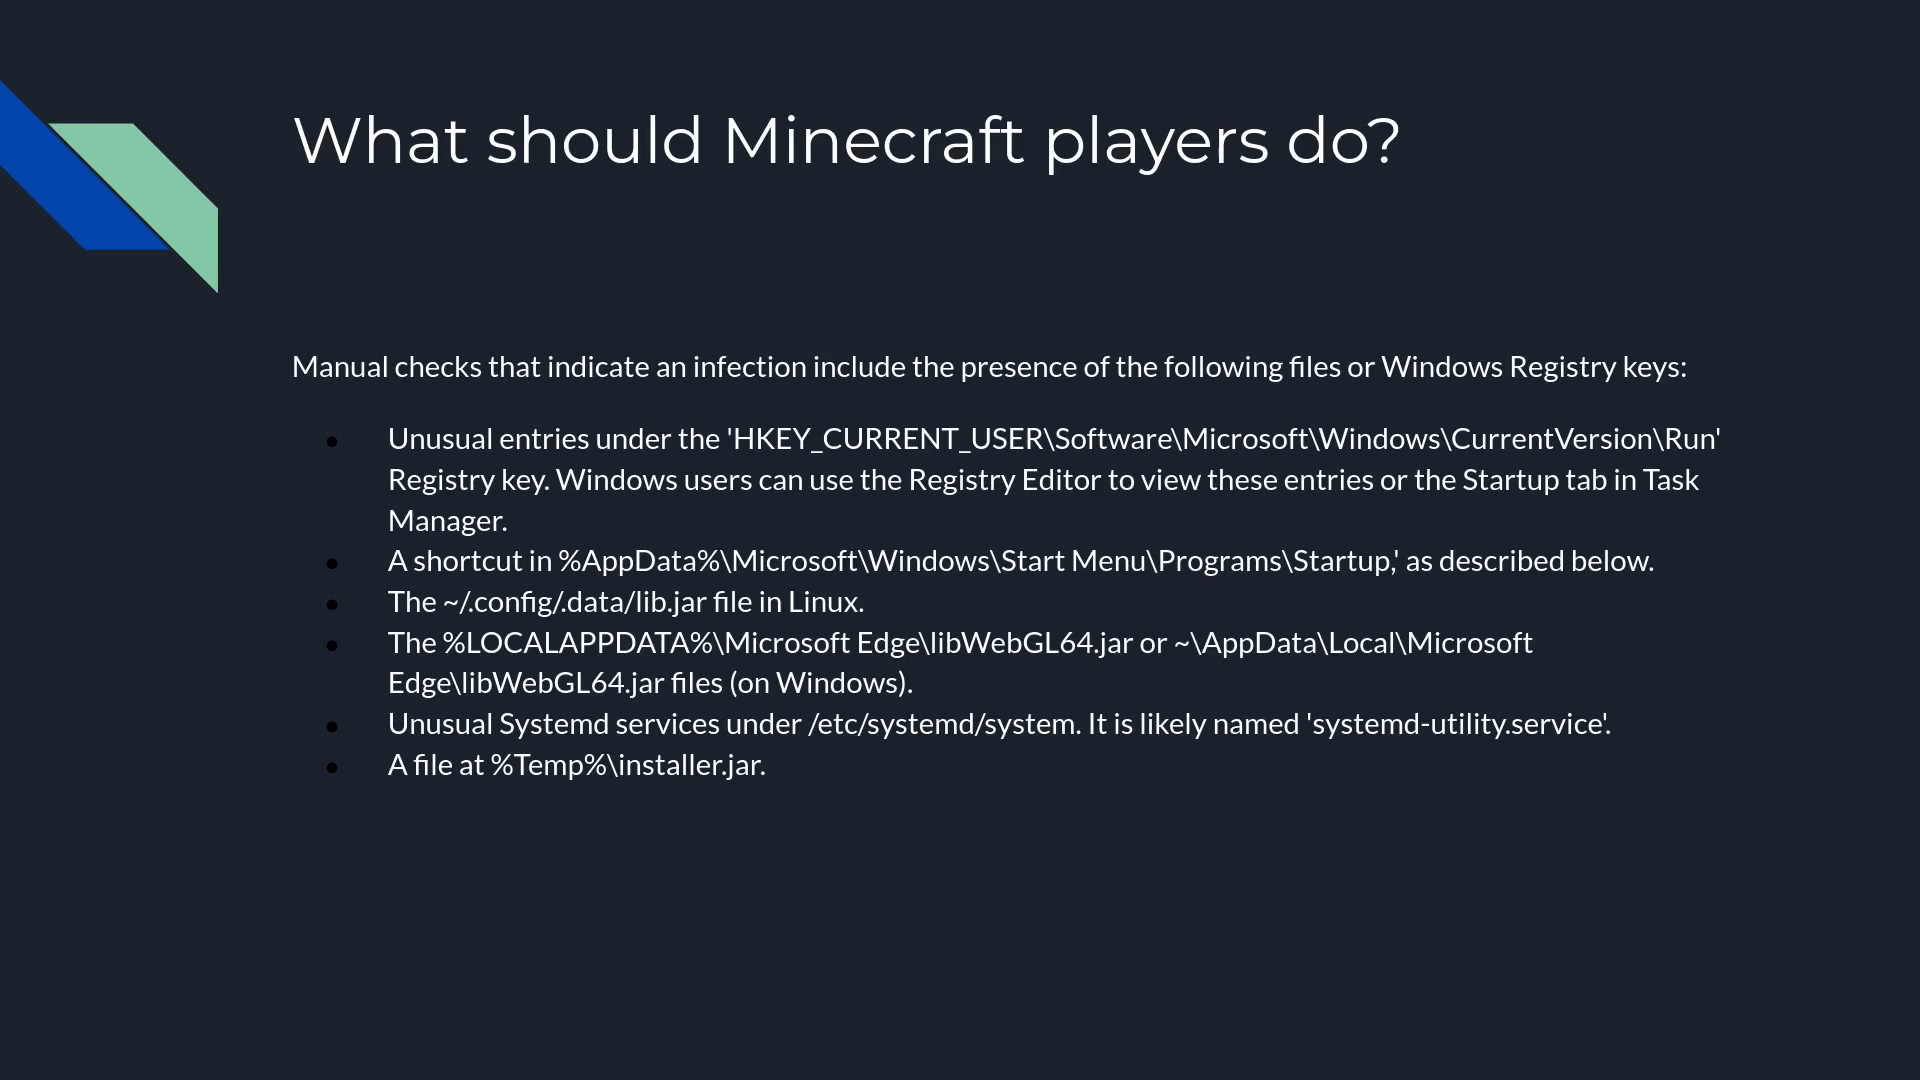 What should Minecraft players do?
Manual checks that indicate an infection include the presence of the following files or Windows Registry keys:
● Unusual entries under the 'HKEY_CURRENT_USER\Software\Microsoft\Windows\CurrentVersion\Run'
Registry key. Windows users can use the Registry Editor to view these entries or the Startup tab in Task
Manager.
● A shortcut in %AppData%\Microsoft\Windows\Start Menu\Programs\Startup,' as described below.
● The ~/.config/.data/lib.jar file in Linux.
● The %LOCALAPPDATA%\Microsoft Edge\libWebGL64.jar or ~\AppData\Local\Microsoft
Edge\libWebGL64.jar files (on Windows).
● Unusual Systemd services under /etc/systemd/system. It is likely named 'systemd-utility.service'.
● A file at %Temp%\installer.jar.